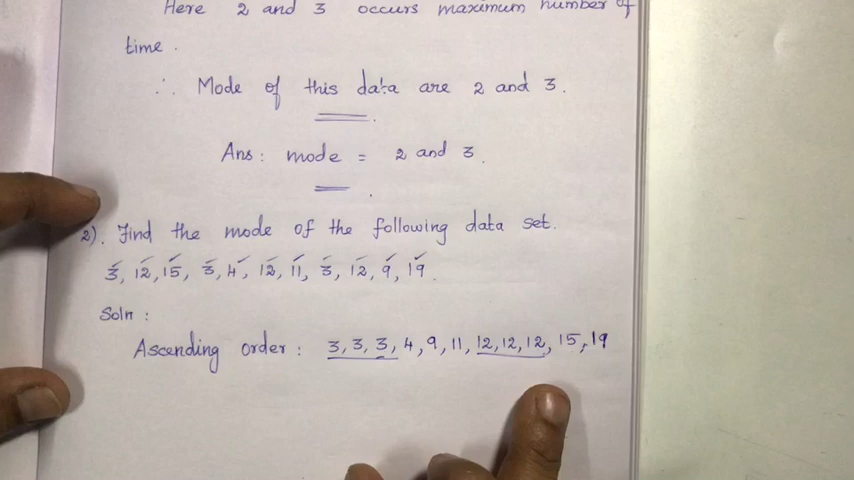 Here 2 and 3 occurs maximum number of
time.
∴ Mode of this data are 2 and 3.
Ans: mode = 2 and 3.
2). Find the mode of the following data set.
3, 12, 15, 3, 4, 12, 11, 3, 12, 9, 19.
Soln:
Ascending order: 3, 3, 3, 4, 9, 11, 12, 12, 12, 15, 19